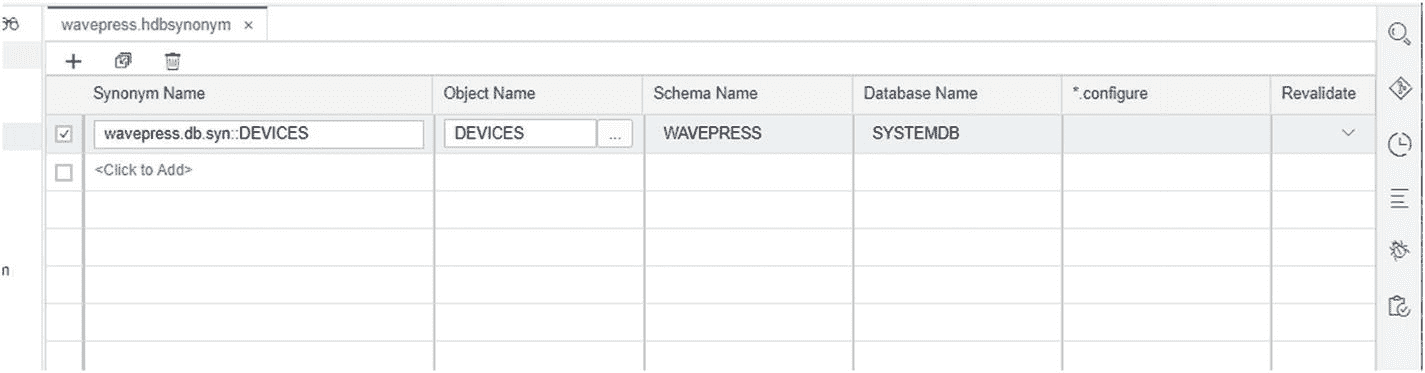 wavepress.hdbsynonym ×
Synonym Name Object Name Schema Name Database Name *.configure Revalidate
wavepress.db.syn::DEVICES DEVICES ... WAVEPRESS SYSTEMDB
<Click to Add>
n